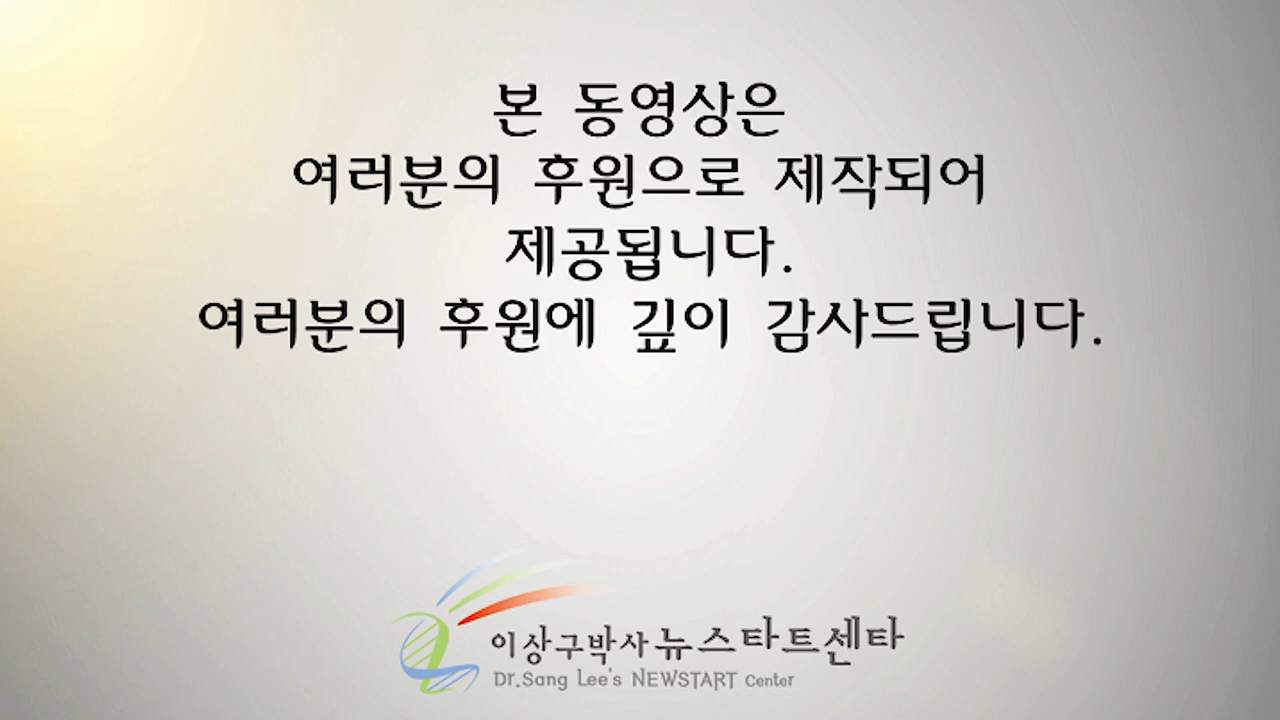 본 동영상은
여러분의 후원으로 제작되어
제공됩니다.
여러분의 후원에 깊이 감사드립니다.
이상구박사 뉴스타트센타
Dr.Sang Lee's NEWSTART Center